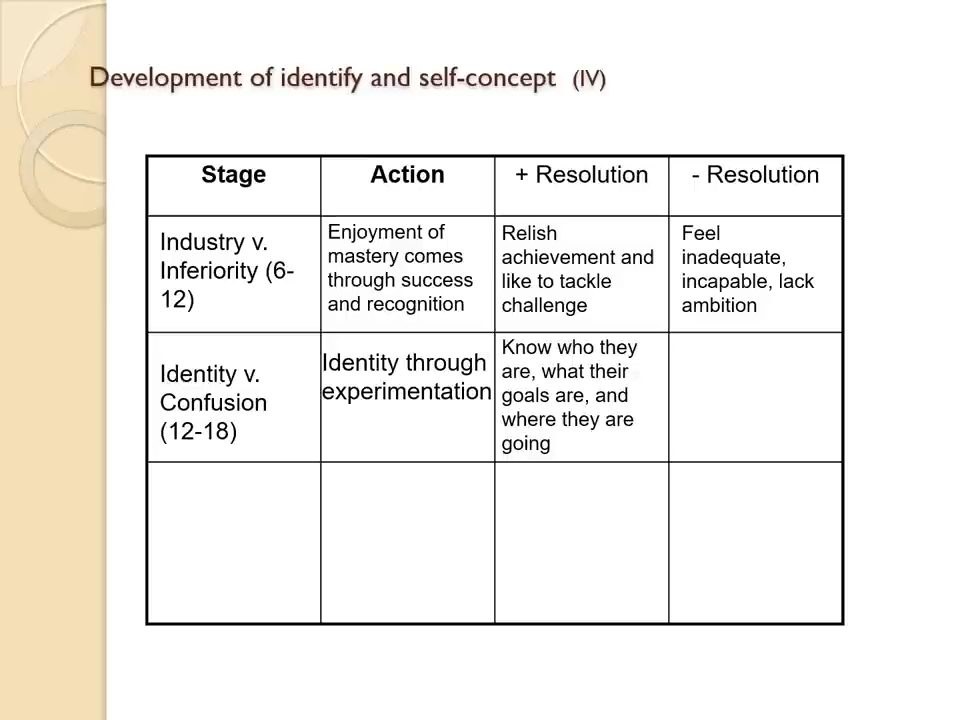 Development of identify and self-concept (IV)
Stage
Action
+ Resolution
- Resolution
Industry v.
Inferiority (6-
12)
Enjoyment of
mastery comes
through success
and recognition
Relish
achievement and
like to tackle
challenge
Feel
inadequate,
incapable, lack
ambition
Identity v.
Confusion
(12-18)
Identity through
experimentation
Know who they
are, what their
goals are, and
where they are
going